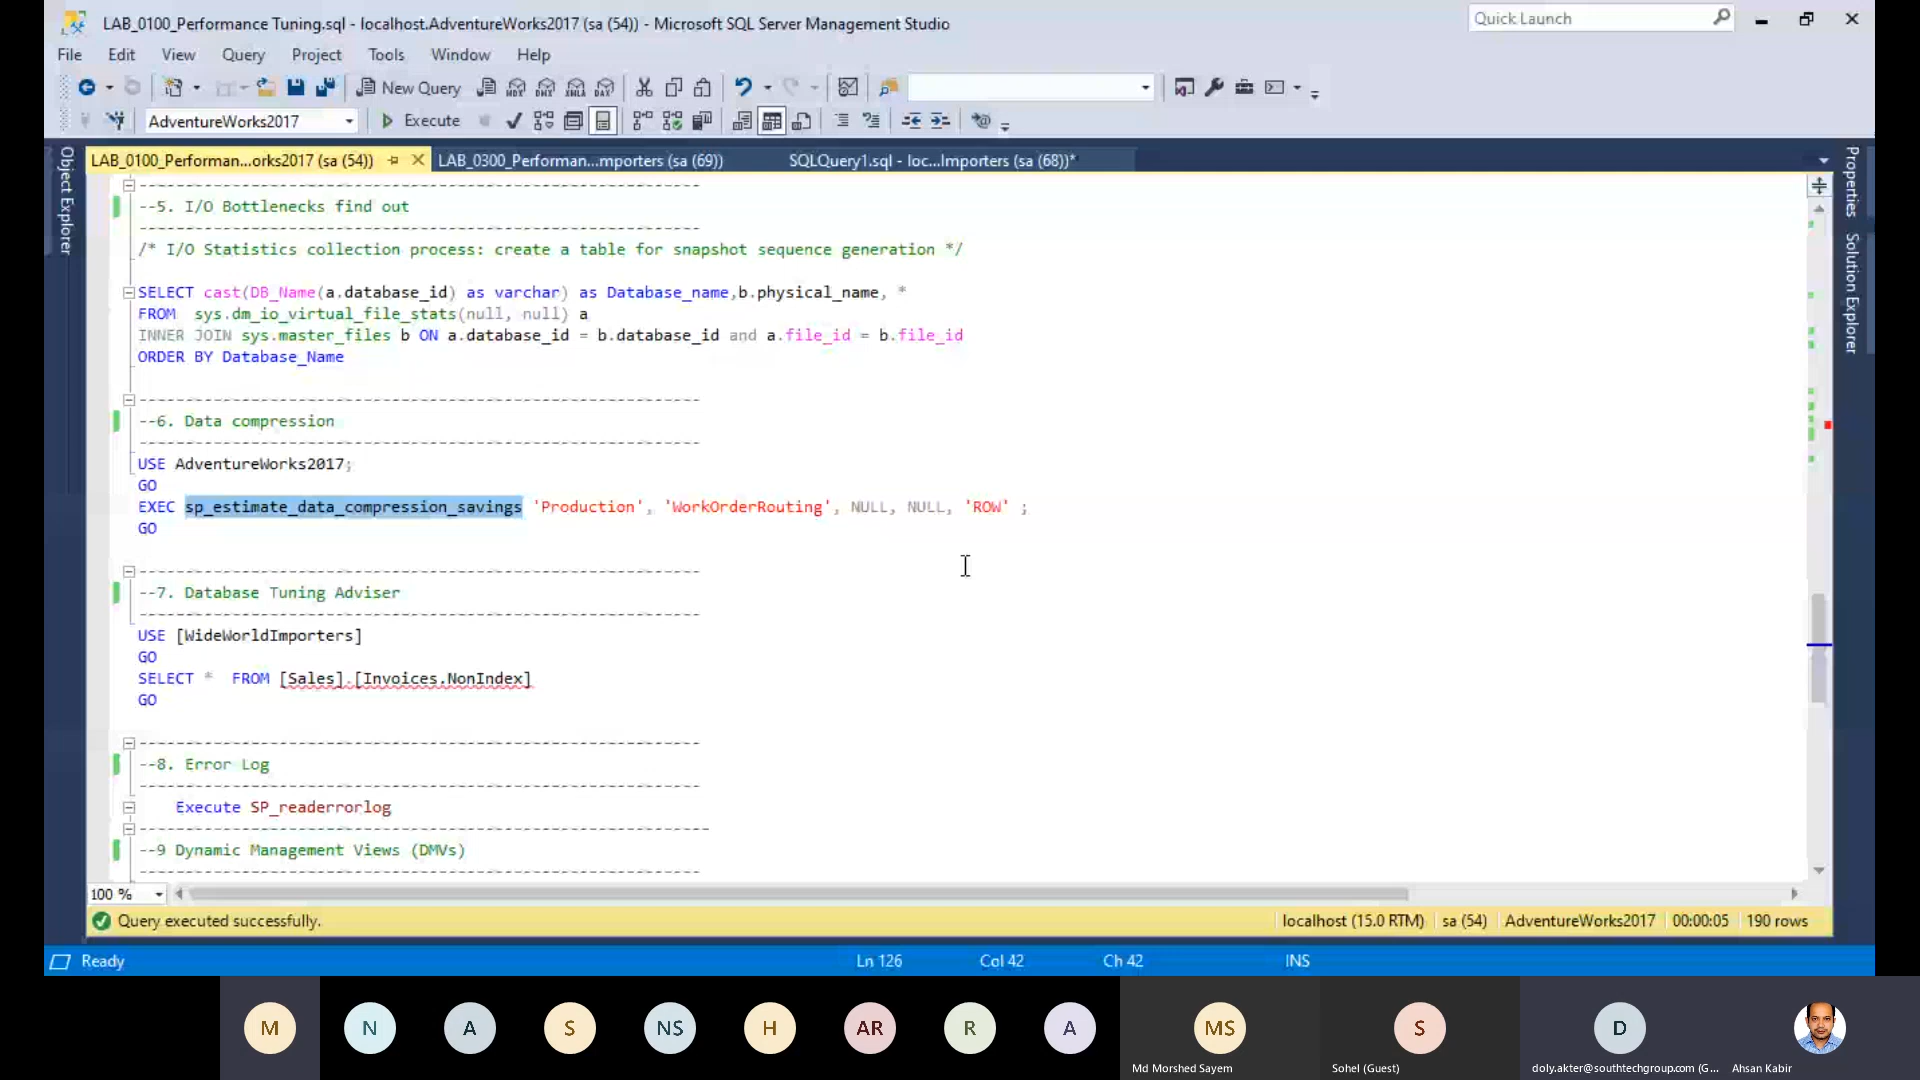 LAB_0100_Performance Tuning.sql - localhost.AdventureWorks2017 (sa (54)) - Microsoft SQL Server Management Studio
Quick Launch
File Edit View Query Project Tools Window Help
New Query
MDX DMX XMLA DAX
AdventureWorks2017
Execute
LAB_0100_Performan...orks2017 (sa (54))
LAB_0300_Performan...mporters (sa (69))
SQLQuery1.sql - loc...Importers (sa (68))*
Object Explorer
Properties
Solution Explorer
------------------------------------------------------------
--5. I/O Bottlenecks find out
------------------------------------------------------------
/* I/O Statistics collection process: create a table for snapshot sequence generation */
SELECT cast(DB_Name(a.database_id) as varchar) as Database_name,b.physical_name, *
FROM  sys.dm_io_virtual_file_stats(null, null) a
INNER JOIN sys.master_files b ON a.database_id = b.database_id and a.file_id = b.file_id
ORDER BY Database_Name
------------------------------------------------------------
--6. Data compression
------------------------------------------------------------
USE AdventureWorks2017;
GO
EXEC sp_estimate_data_compression_savings 'Production', 'WorkOrderRouting', NULL, NULL, 'ROW' ;
GO
------------------------------------------------------------
--7. Database Tuning Adviser
------------------------------------------------------------
USE [WideWorldImporters]
GO
SELECT *  FROM [Sales].[Invoices.NonIndex]
GO
------------------------------------------------------------
--8. Error Log
------------------------------------------------------------
Execute SP_readerrorlog
------------------------------------------------------------
--9 Dynamic Management Views (DMVs)
------------------------------------------------------------
100 %
Query executed successfully.
localhost (15.0 RTM) sa (54) AdventureWorks2017 00:00:05 190 rows
Ready
Ln 126
Col 42
Ch 42
INS
M N A S NS H AR R A MS S D
Md Morshed Sayem
Sohel (Guest)
doly.akter@southtechgroup.com (G...
Ahsan Kabir